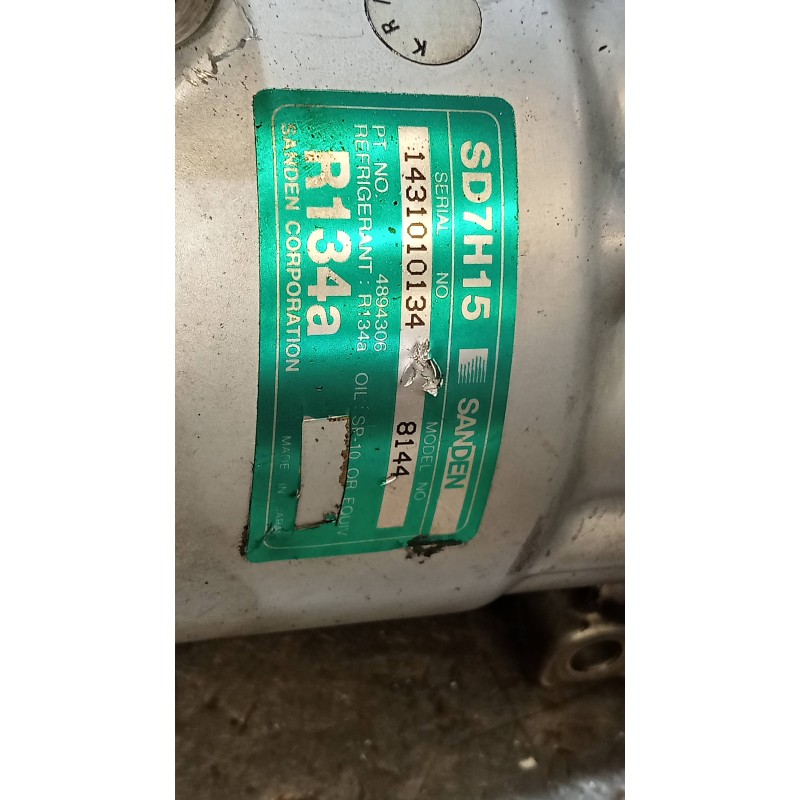 KR
SD7H15 SANDEN
SERIAL NO MODEL NO
1431010134 8144
PT NO. 4894306
REFRIGERANT : R134a OIL : SP-10 OR EQUIV
R134a
SANDEN CORPORATION
MADE IN